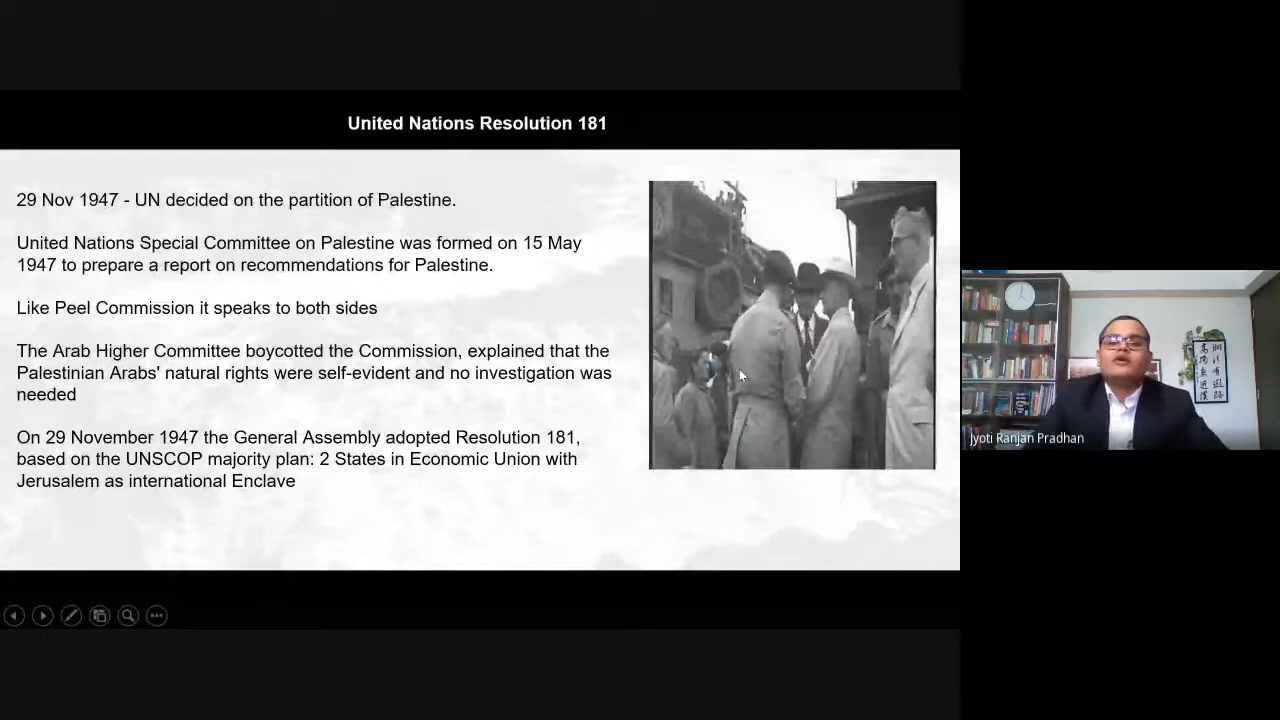 United Nations Resolution 181
29 Nov 1947 - UN decided on the partition of Palestine.
United Nations Special Committee on Palestine was formed on 15 May
1947 to prepare a report on recommendations for Palestine.
Like Peel Commission it speaks to both sides
The Arab Higher Committee boycotted the Commission, explained that the
Palestinian Arabs' natural rights were self-evident and no investigation was
needed
On 29 November 1947 the General Assembly adopted Resolution 181,
based on the UNSCOP majority plan: 2 States in Economic Union with
Jerusalem as international Enclave
Jyoti Ranjan Pradhan